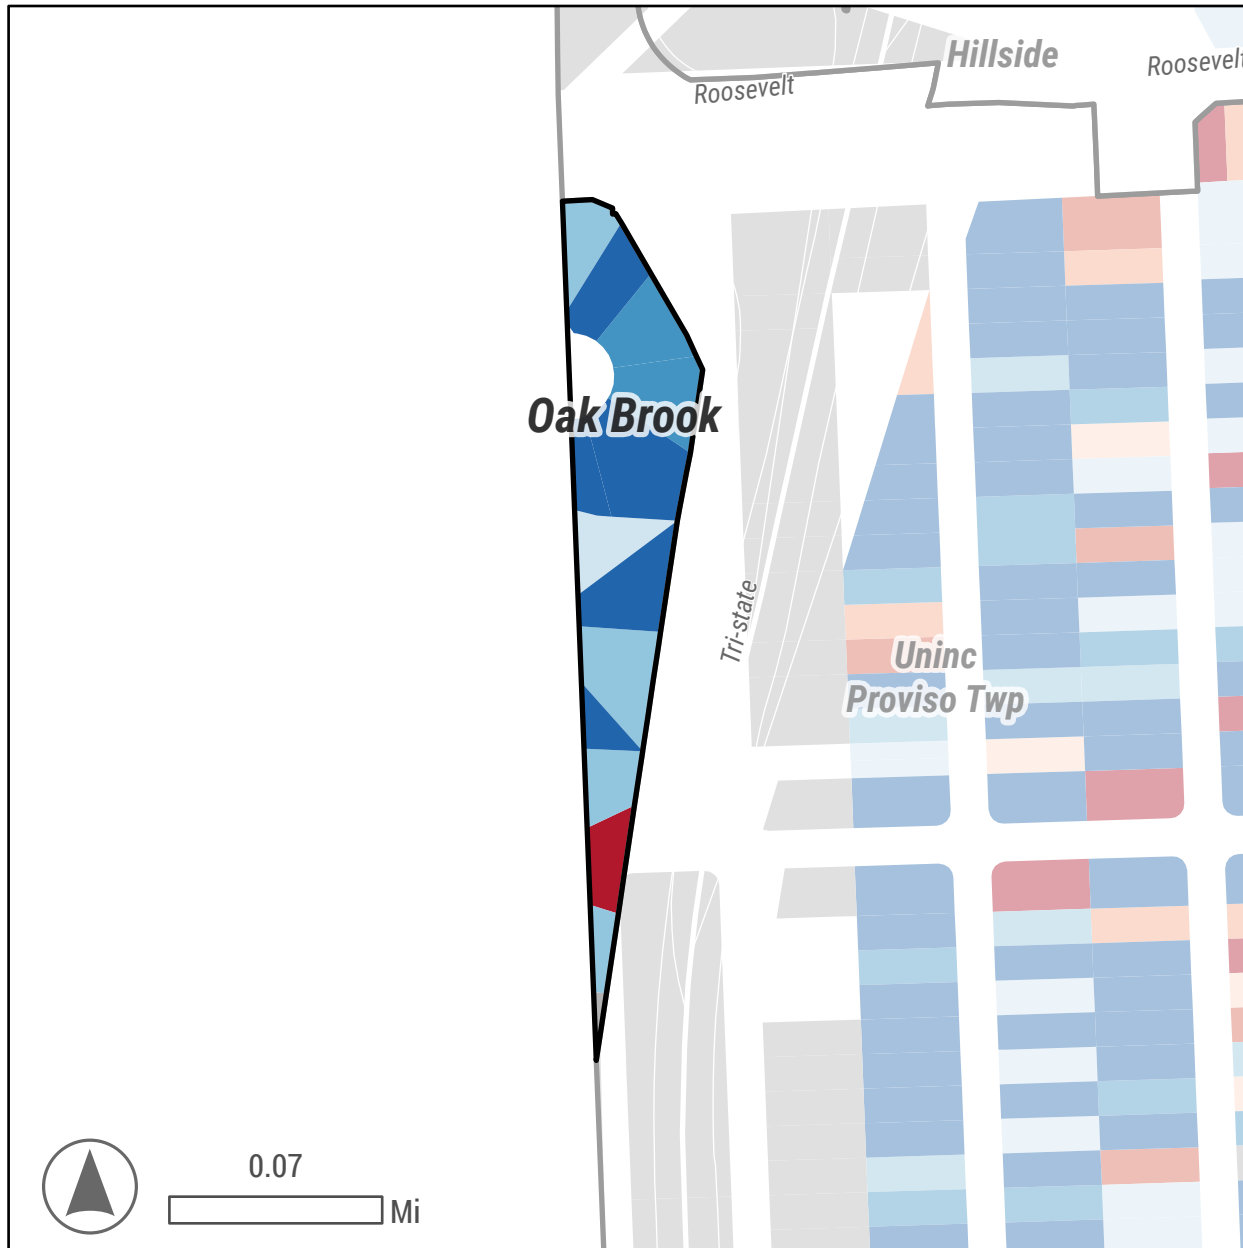 Hillside
Roosevelt
Roosevelt
Oak Brook
Tri-state
Uninc
Proviso Twp
0.07
Mi